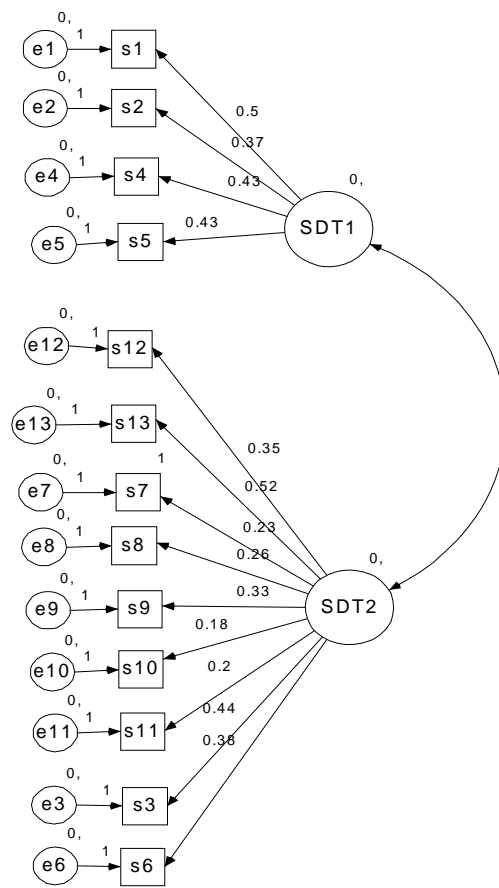 0,
e1 1 s1
0,
e2 1 s2
0.5
0.37
0,
e4 1 s4
0.43
0,
0,
e5 1 s5
0.43
SDT1
0,
e12 1 s12
0,
e13 1 s13
0.35
0,
e7 1 s7
1
0.52
0,
e8 1 s8
0.23
0.26
0,
0,
e9 1 s9
0.33
SDT2
0,
e10 1 s10
0.18
0,
e11 1 s11
0.2
0.44
0,
e3 1 s3
0.38
0,
e6 1 s6